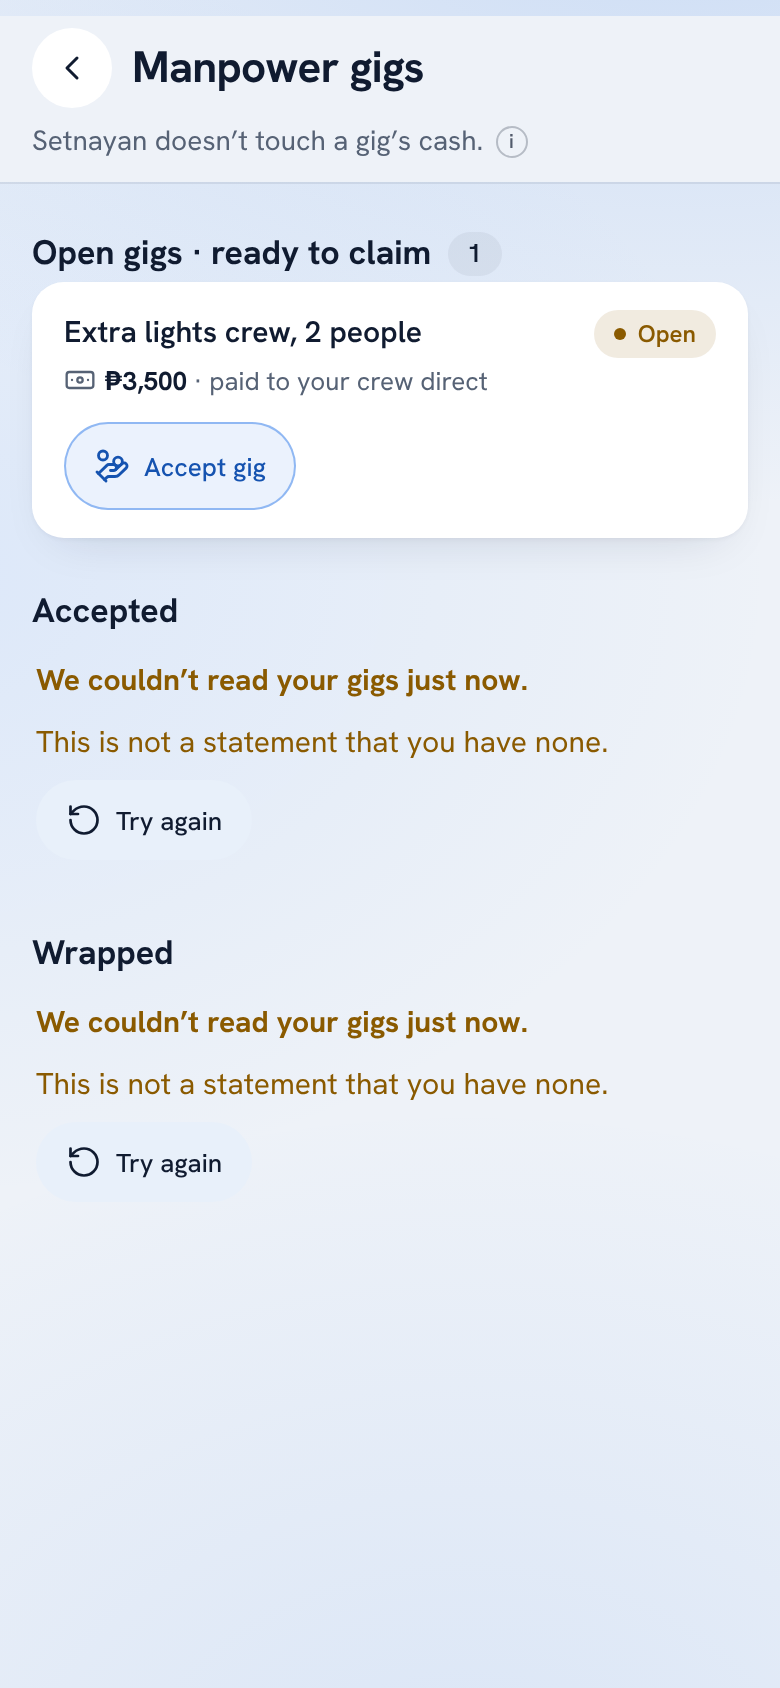 Manpower gigs
Setnayan doesn’t touch a gig’s cash. i
Open gigs · ready to claim 1
Extra lights crew, 2 people
Open
₱3,500 · paid to your crew direct
Accept gig
Accepted
We couldn’t read your gigs just now.
This is not a statement that you have none.
Try again
Wrapped
We couldn’t read your gigs just now.
This is not a statement that you have none.
Try again